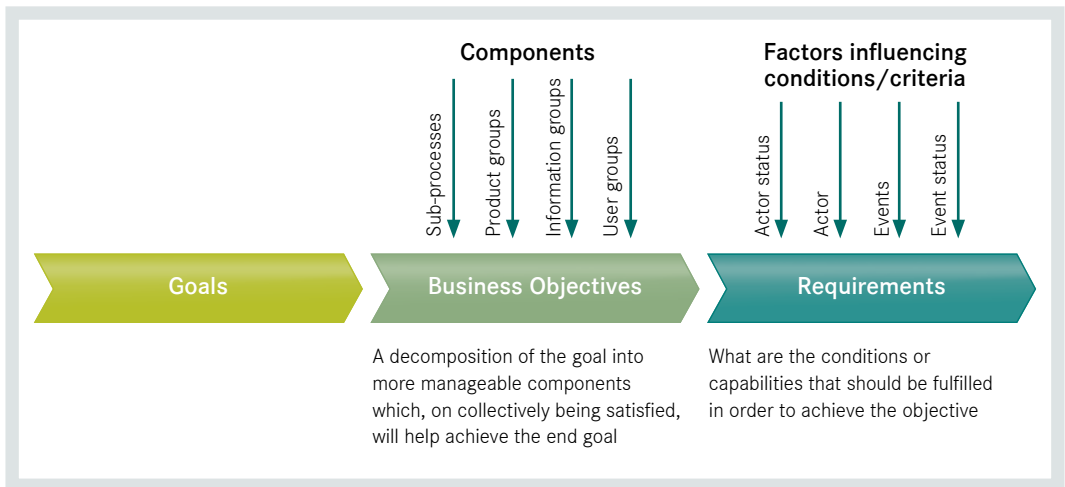 Components
Factors influencing
conditions/criteria
Sub-processes
Product groups
Information groups
User groups
Actor status
Actor
Events
Event status
Goals
Business Objectives
Requirements
A decomposition of the goal into
more manageable components
which, on collectively being satisfied,
will help achieve the end goal
What are the conditions or
capabilities that should be fulfilled
in order to achieve the objective